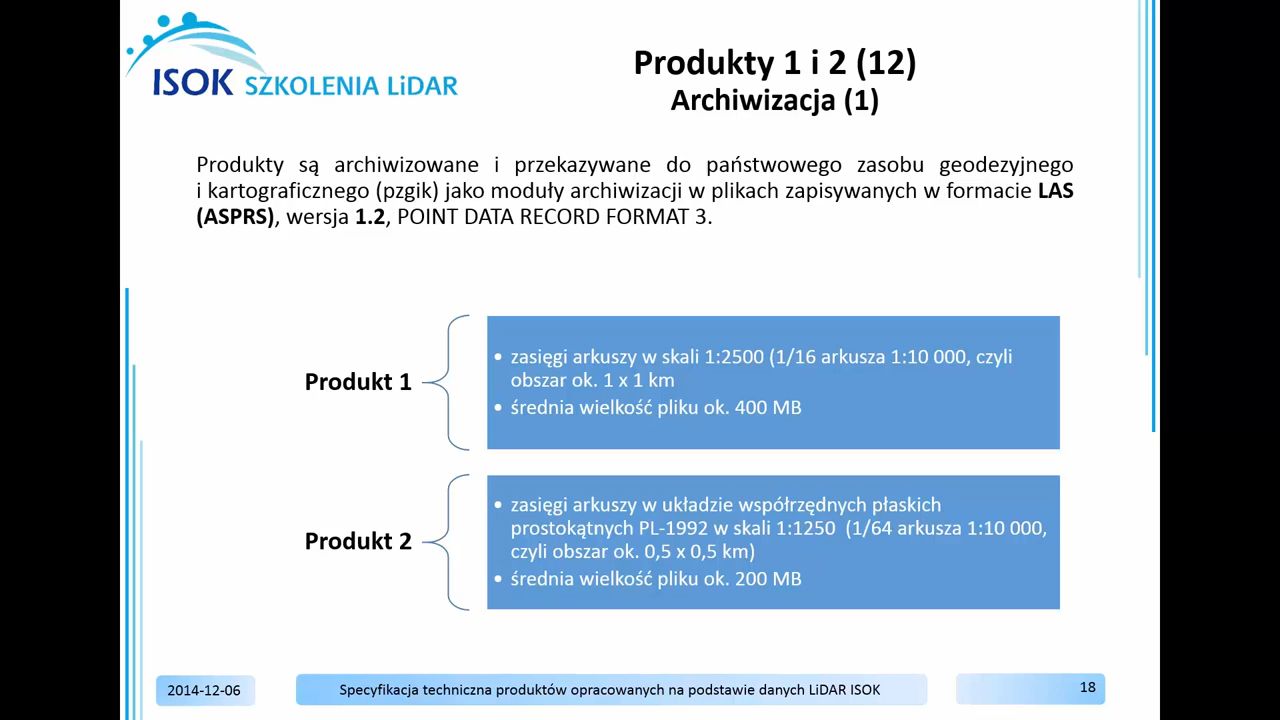 ISOK SZKOLENIA LiDAR
Produkty 1 i 2 (12)
Archiwizacja (1)
Produkty są archiwizowane i przekazywane do państwowego zasobu geodezyjnego
i kartograficznego (pzgik) jako moduły archiwizacji w plikach zapisywanych w formacie LAS
(ASPRS), wersja 1.2, POINT DATA RECORD FORMAT 3.
Produkt 1
• zasięgi arkuszy w skali 1:2500 (1/16 arkusza 1:10 000, czyli
obszar ok. 1 x 1 km
• średnia wielkość pliku ok. 400 MB
Produkt 2
• zasięgi arkuszy w układzie współrzędnych płaskich
prostokątnych PL-1992 w skali 1:1250 (1/64 arkusza 1:10 000,
czyli obszar ok. 0,5 x 0,5 km)
• średnia wielkość pliku ok. 200 MB
2014-12-06
Specyfikacja techniczna produktów opracowanych na podstawie danych LiDAR ISOK
18